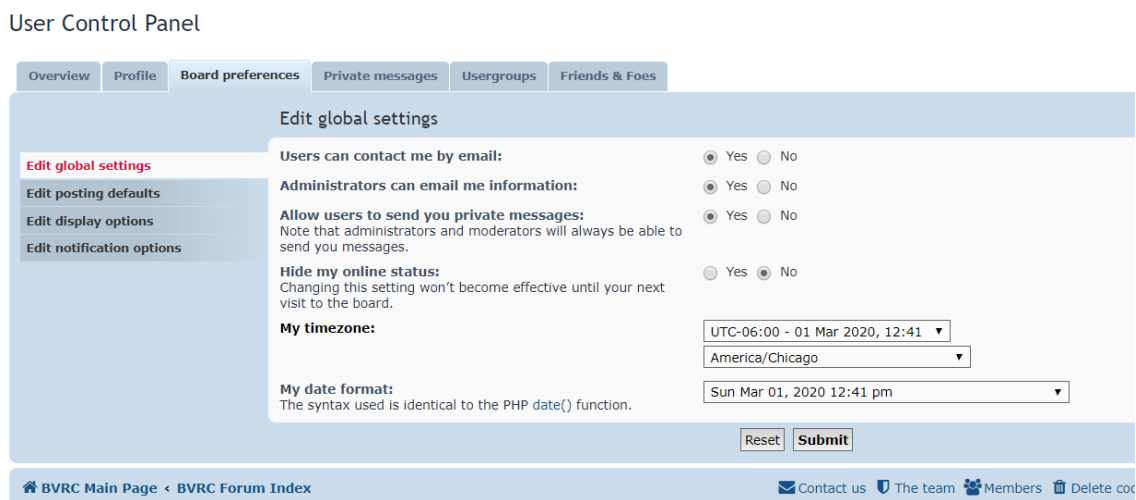 User Control Panel
Overview Profile Board preferences Private messages Usergroups Friends & Foes
Edit global settings
Edit posting defaults
Edit display options
Edit notification options
Edit global settings
Users can contact me by email: Yes No
Administrators can email me information: Yes No
Allow users to send you private messages: Yes No
Note that administrators and moderators will always be able to
send you messages.
Hide my online status: Yes No
Changing this setting won't become effective until your next
visit to the board.
My timezone: UTC-06:00 - 01 Mar 2020, 12:41
America/Chicago
My date format: Sun Mar 01, 2020 12:41 pm
The syntax used is identical to the PHP date() function.
Reset Submit
BVRC Main Page ‹ BVRC Forum Index Contact us The team Members Delete coo